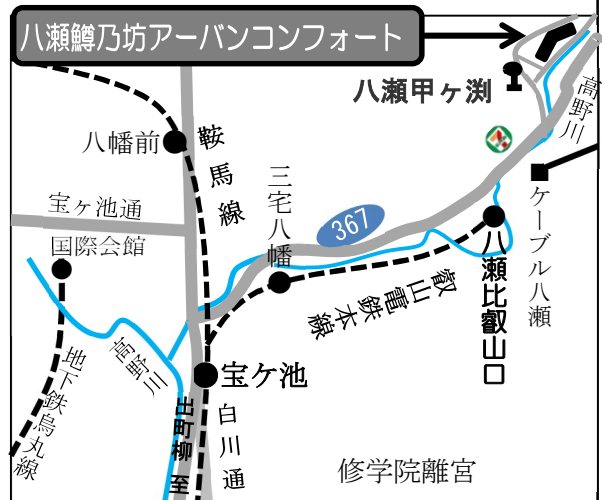 八瀬鱒乃坊アーバンコンフォート
八瀬甲ヶ渕
高野川
八幡前
鞍馬線
三宅八幡
367
宝ヶ池通
国際会館
ケーブル八瀬
八瀬比叡山口
叡山電鉄本線
高野川
宝ケ池
地下鉄烏丸線
出町柳 至
白川通
修学院離宮